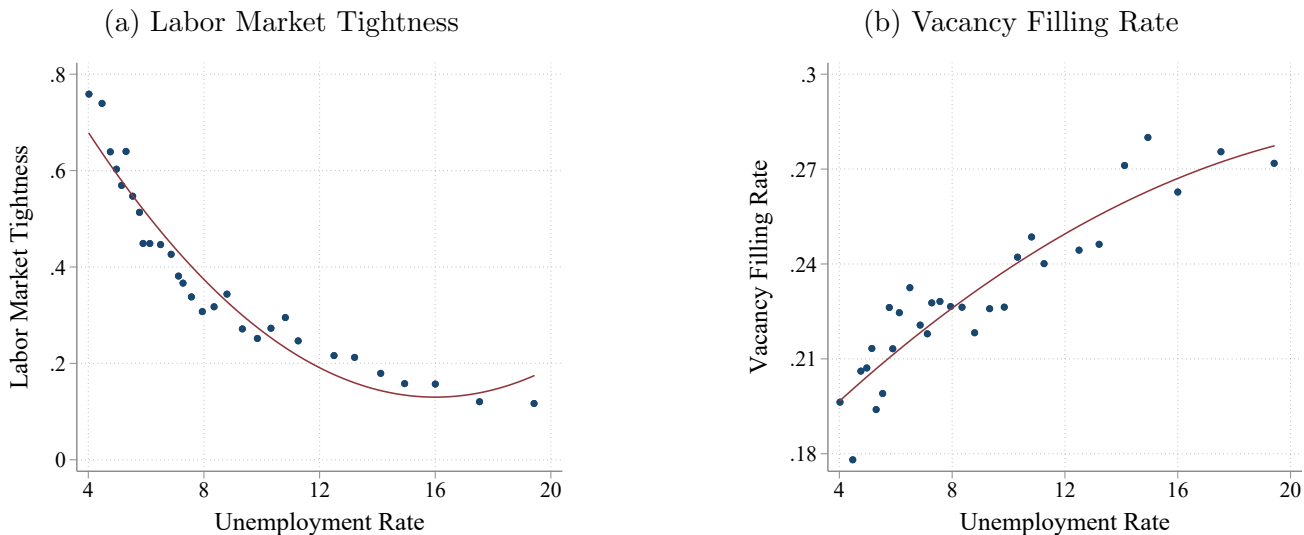 (a) Labor Market Tightness
Labor Market Tightness
.8
.6
.4
.2
0
4 8 12 16 20
Unemployment Rate
(b) Vacancy Filling Rate
Vacancy Filling Rate
.3
.27
.24
.21
.18
4 8 12 16 20
Unemployment Rate